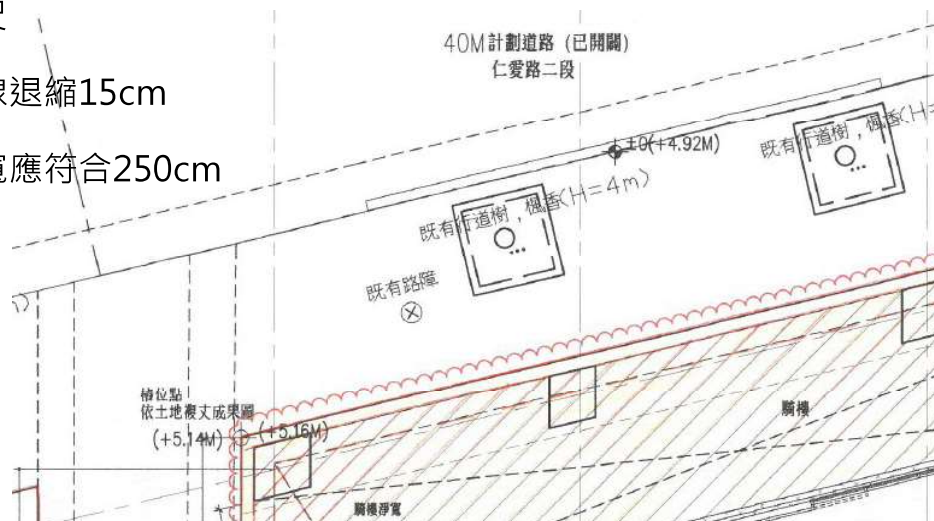 退縮15cm
應符合250cm
40M計劃道路 (已開闢)
仁愛路二段
±0(+4.92M)
既有行道樹，楓香(H=
既有行道樹，楓香(H=4m)
既有路障
樁位點
依土地複丈成果圖
(+5.14M)
(+5.16M)
騎樓
騎樓淨寬